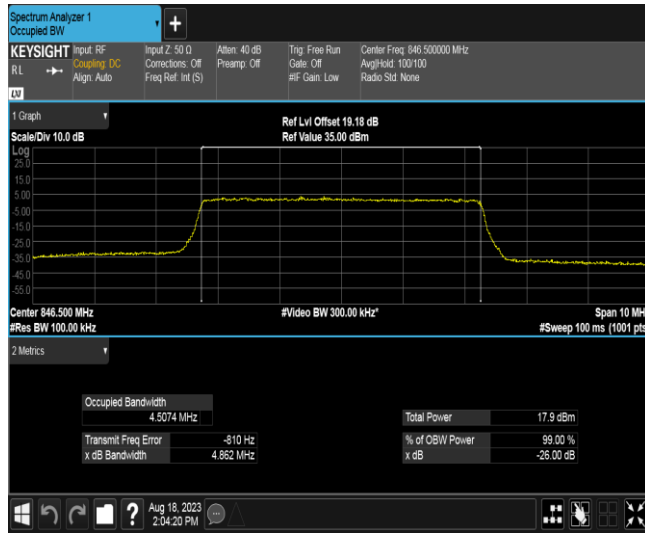 Spectrum Analyzer 1
Occupied BW
+
KEYSIGHT Input: RF Input Z: 50 Ω Atten: 40 dB Trig: Free Run Center Freq: 846.500000 MHz
RL Coupling: DC Corrections: Off Preamp: Off Gate: Off Avg|Hold: 100/100
Align: Auto Freq Ref: Int (S) #IF Gain: Low Radio Std: None
LXI
1 Graph Ref Lvl Offset 19.18 dB
Scale/Div 10.0 dB Ref Value 35.00 dBm
Log
25.0
15.0
5.00
-5.00
-15.0
-25.0
-35.0
-45.0
-55.0
Center 846.500 MHz #Video BW 300.00 kHz* Span 10 MH
#Res BW 100.00 kHz #Sweep 100 ms (1001 pts
2 Metrics
Occupied Bandwidth
4.5074 MHz Total Power 17.9 dBm
Transmit Freq Error -810 Hz % of OBW Power 99.00 %
x dB Bandwidth 4.862 MHz x dB -26.00 dB
? Aug 18, 2023
2:04:20 PM